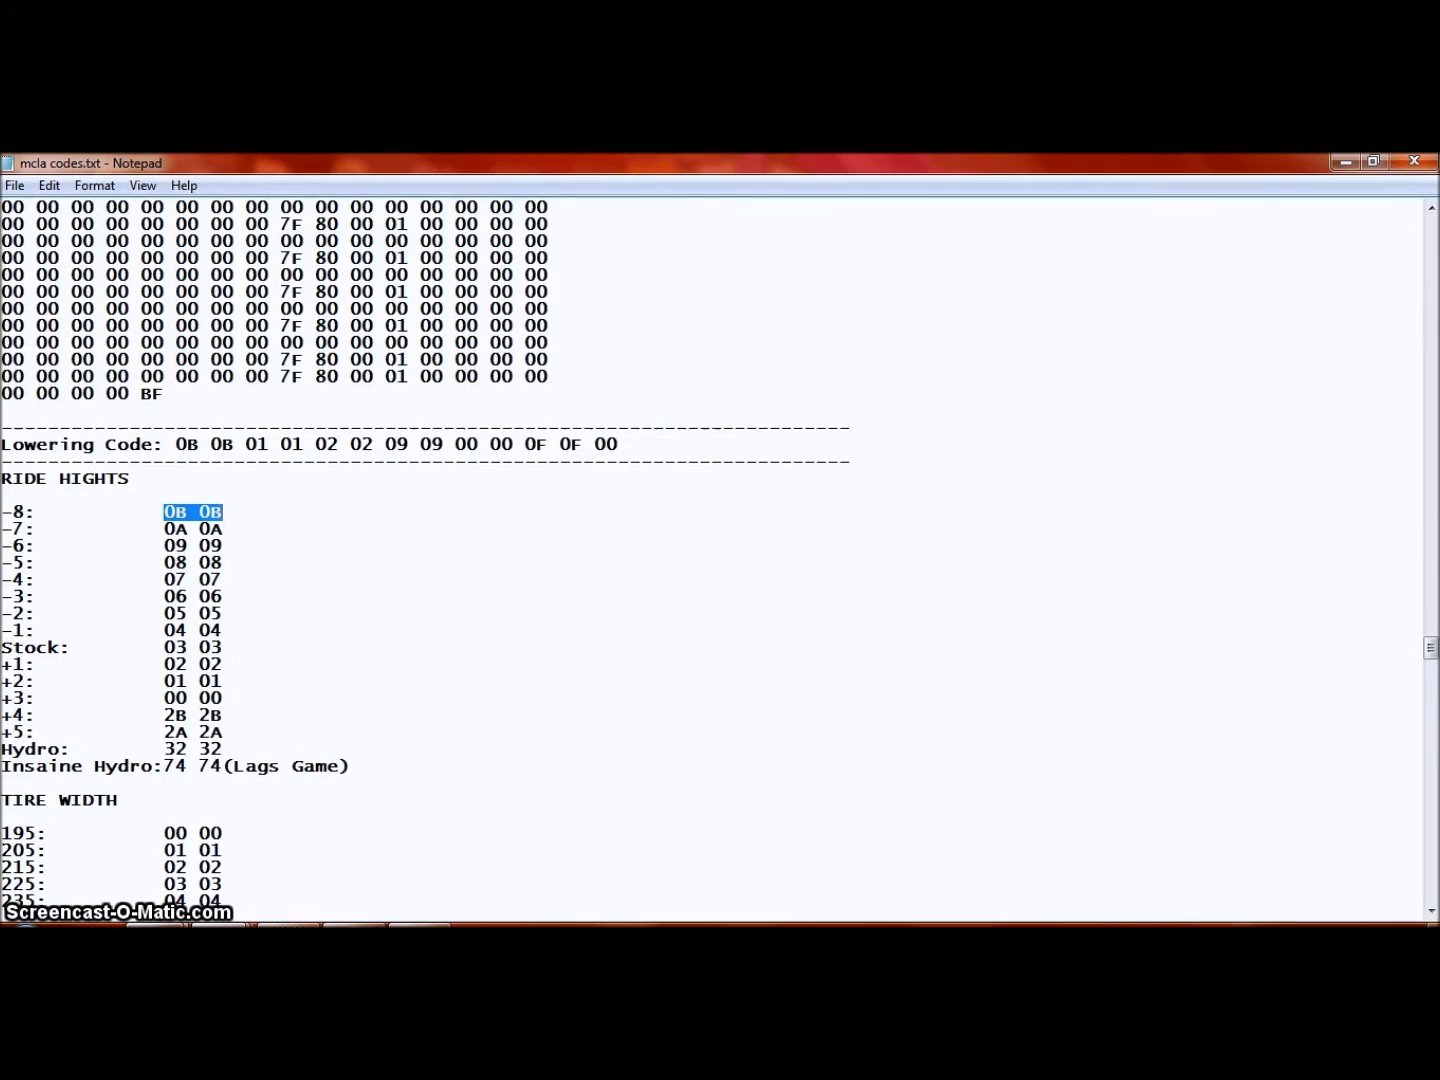 mcla codes.txt - Notepad
File Edit Format View Help
00 00 00 00 00 00 00 00 00 00 00 00 00 00 00 00
00 00 00 00 00 00 00 00 7F 80 00 01 00 00 00 00
00 00 00 00 00 00 00 00 00 00 00 00 00 00 00 00
00 00 00 00 00 00 00 00 7F 80 00 01 00 00 00 00
00 00 00 00 00 00 00 00 00 00 00 00 00 00 00 00
00 00 00 00 00 00 00 00 7F 80 00 01 00 00 00 00
00 00 00 00 00 00 00 00 00 00 00 00 00 00 00 00
00 00 00 00 00 00 00 00 7F 80 00 01 00 00 00 00
00 00 00 00 00 00 00 00 00 00 00 00 00 00 00 00
00 00 00 00 00 00 00 00 7F 80 00 01 00 00 00 00
00 00 00 00 00 00 00 00 7F 80 00 01 00 00 00 00
00 00 00 00 BF
-------------------------------------------------------------------------
Lowering Code: 0B 0B 01 01 02 02 09 09 00 00 0F 0F 00
-------------------------------------------------------------------------
RIDE HIGHTS
-8: 0B 0B
-7: 0A 0A
-6: 09 09
-5: 08 08
-4: 07 07
-3: 06 06
-2: 05 05
-1: 04 04
Stock: 03 03
+1: 02 02
+2: 01 01
+3: 00 00
+4: 2B 2B
+5: 2A 2A
Hydro: 32 32
Insaine Hydro:74 74(Lags Game)
TIRE WIDTH
195: 00 00
205: 01 01
215: 02 02
225: 03 03
235: 04 04
Screencast-O-Matic.com